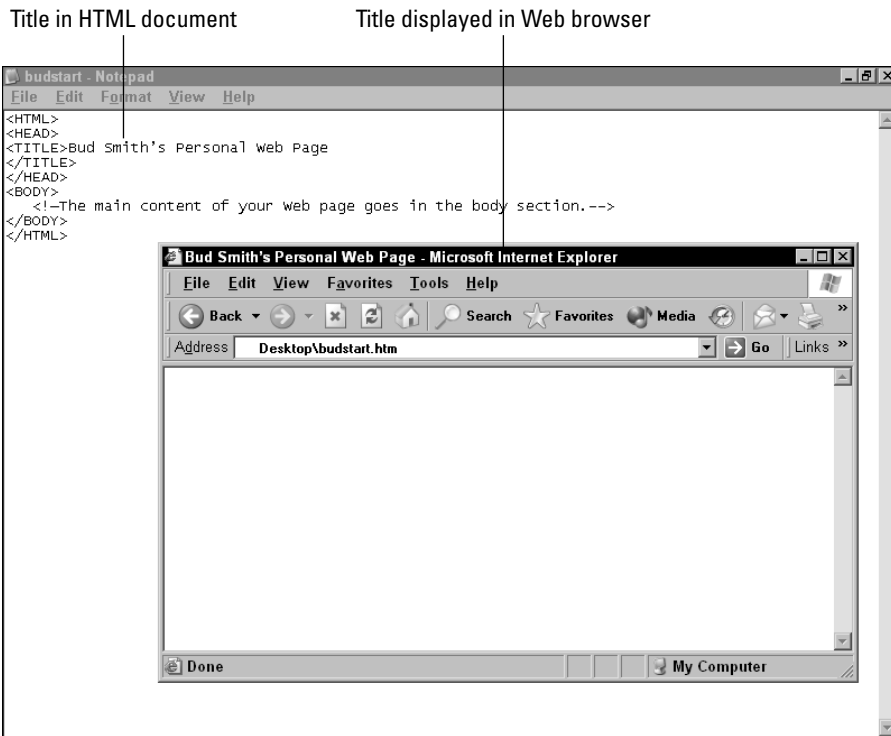 Title in HTML document
Title displayed in Web browser
budstart - Notepad
File Edit Format View Help
<HTML>
<HEAD>
<TITLE>Bud Smith's Personal Web Page
</TITLE>
</HEAD>
<BODY>
<!—The main content of your web page goes in the body section.-->
</BODY>
</HTML>
Bud Smith's Personal Web Page - Microsoft Internet Explorer
File Edit View Favorites Tools Help
Back Search Favorites Media »
Address Desktop\budstart.htm Go Links »
Done My Computer